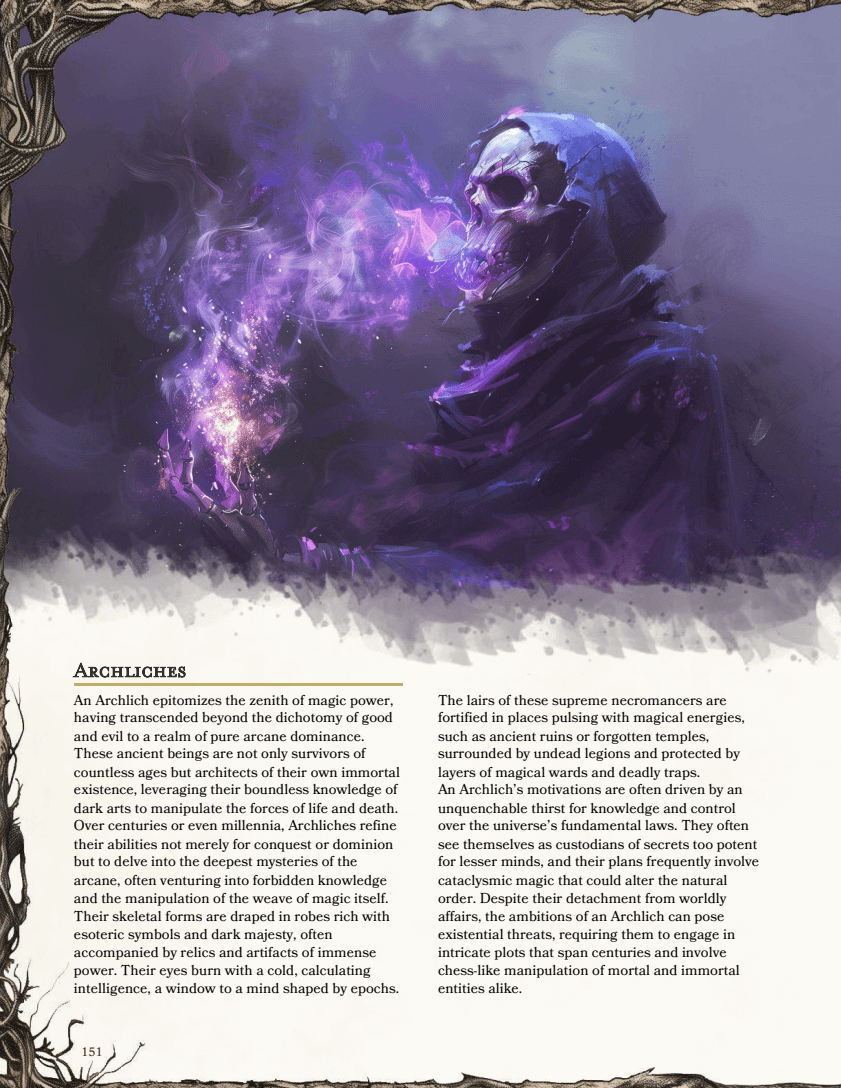 Archliches
An Archlich epitomizes the zenith of magic power,
having transcended beyond the dichotomy of good
and evil to a realm of pure arcane dominance.
These ancient beings are not only survivors of
countless ages but architects of their own immortal
existence, leveraging their boundless knowledge of
dark arts to manipulate the forces of life and death.
Over centuries or even millennia, Archliches refine
their abilities not merely for conquest or dominion
but to delve into the deepest mysteries of the
arcane, often venturing into forbidden knowledge
and the manipulation of the weave of magic itself.
Their skeletal forms are draped in robes rich with
esoteric symbols and dark majesty, often
accompanied by relics and artifacts of immense
power. Their eyes burn with a cold, calculating
intelligence, a window to a mind shaped by epochs.
The lairs of these supreme necromancers are
fortified in places pulsing with magical energies,
such as ancient ruins or forgotten temples,
surrounded by undead legions and protected by
layers of magical wards and deadly traps.
An Archlich's motivations are often driven by an
unquenchable thirst for knowledge and control
over the universe's fundamental laws. They often
see themselves as custodians of secrets too potent
for lesser minds, and their plans frequently involve
cataclysmic magic that could alter the natural
order. Despite their detachment from worldly
affairs, the ambitions of an Archlich can pose
existential threats, requiring them to engage in
intricate plots that span centuries and involve
chess-like manipulation of mortal and immortal
entities alike.
151